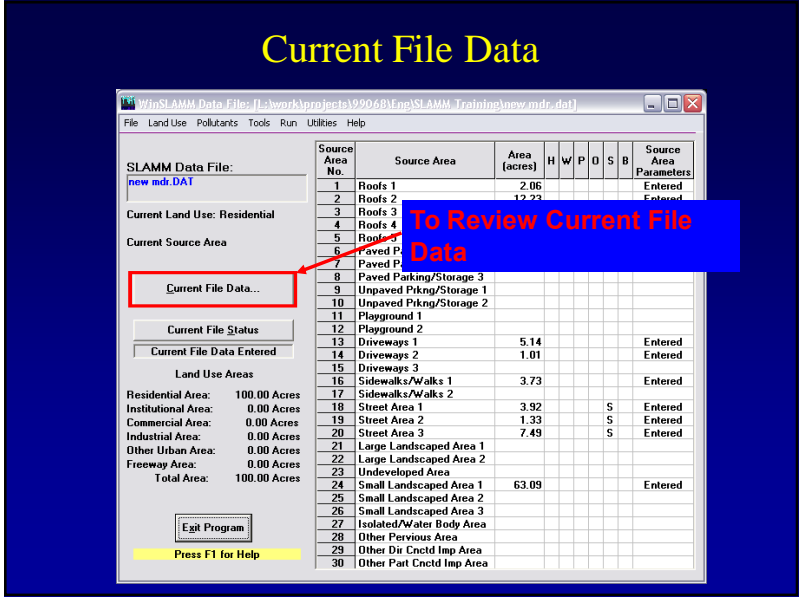 Current File Data
WinSLAMM Data File: [L:\work\projects\99068\Eng\SLAMM Training\new mdr.dat]
File Land Use Pollutants Tools Run Utilities Help
SLAMM Data File:
new mdr.DAT
Current Land Use: Residential
Current Source Area
Current File Data...
Current File Status
Current File Data Entered
Land Use Areas
Residential Area: 100.00 Acres
Institutional Area: 0.00 Acres
Commercial Area: 0.00 Acres
Industrial Area: 0.00 Acres
Other Urban Area: 0.00 Acres
Freeway Area: 0.00 Acres
Total Area: 100.00 Acres
Exit Program
Press F1 for Help
Source Area No. Source Area Area (acres) H W P O S B Source Area Parameters
1 Roofs 1 2.06 Entered
2 Roofs 2 12.23 Entered
3 Roofs 3
4 Roofs 4
5 Roofs 5
6 Paved
7 Paved
8 Paved Parking/Storage 3
9 Unpaved Prkng/Storage 1
10 Unpaved Prkng/Storage 2
11 Playground 1
12 Playground 2
13 Driveways 1 5.14 Entered
14 Driveways 2 1.01 Entered
15 Driveways 3
16 Sidewalks/Walks 1 3.73 Entered
17 Sidewalks/Walks 2
18 Street Area 1 3.92 S Entered
19 Street Area 2 1.33 S Entered
20 Street Area 3 7.49 S Entered
21 Large Landscaped Area 1
22 Large Landscaped Area 2
23 Undeveloped Area
24 Small Landscaped Area 1 63.09 Entered
25 Small Landscaped Area 2
26 Small Landscaped Area 3
27 Isolated/Water Body Area
28 Other Pervious Area
29 Other Dir Cnctd Imp Area
30 Other Part Cnctd Imp Area
To Review Current File
Data